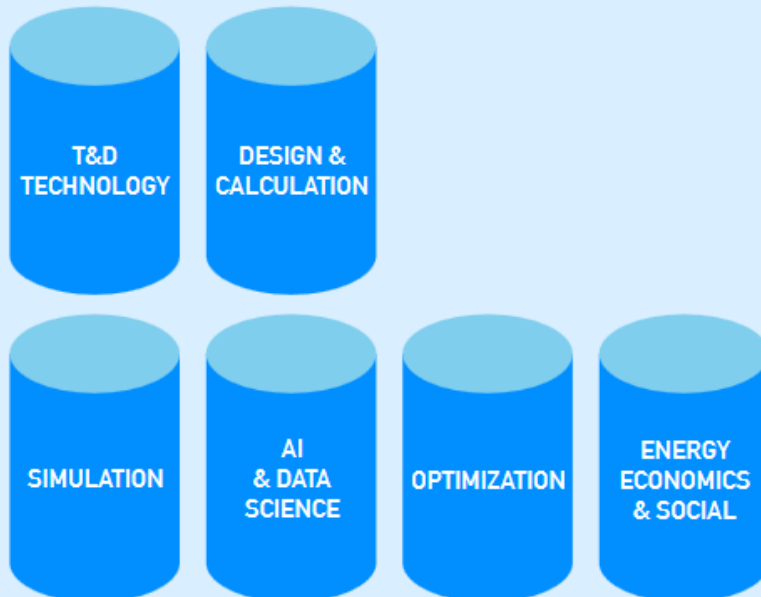 T&D
TECHNOLOGY
DESIGN &
CALCULATION
SIMULATION
AI
& DATA
SCIENCE
OPTIMIZATION
ENERGY
ECONOMICS
& SOCIAL